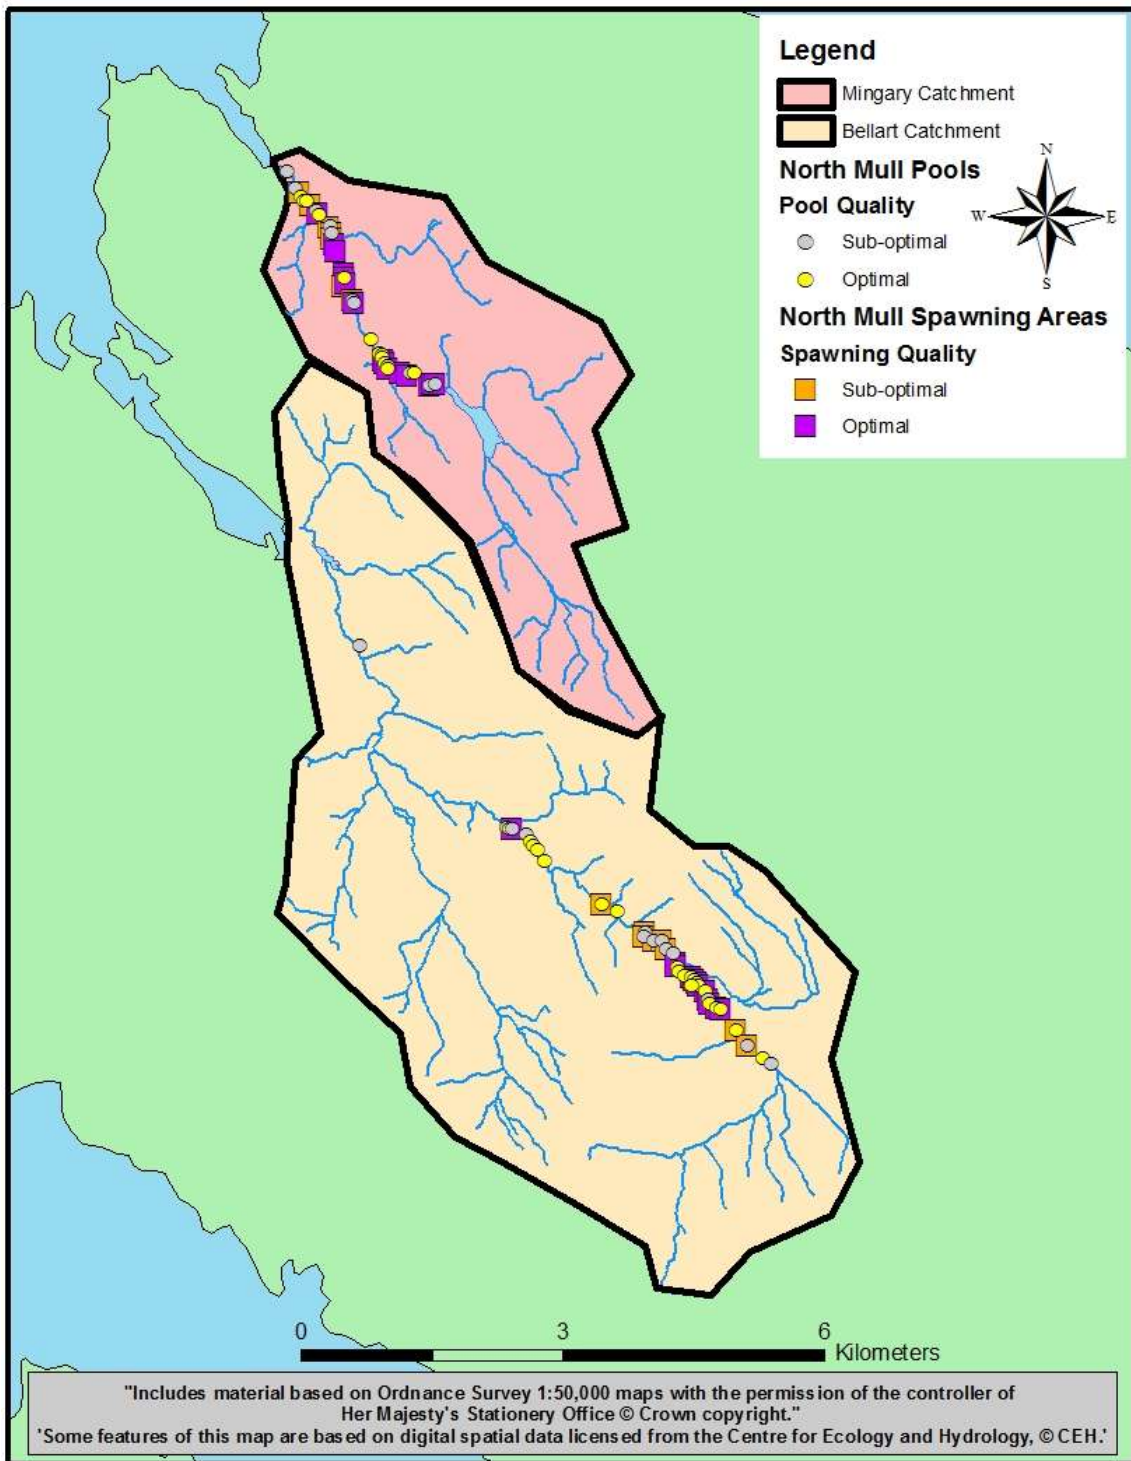 Legend
Mingary Catchment
Bellart Catchment
North Mull Pools
Pool Quality
Sub-optimal
Optimal
N
W
E
S
North Mull Spawning Areas
Spawning Quality
Sub-optimal
Optimal
0 3 6
Kilometers
"Includes material based on Ordnance Survey 1:50,000 maps with the permission of the controller of
Her Majesty's Stationery Office © Crown copyright."
'Some features of this map are based on digital spatial data licensed from the Centre for Ecology and Hydrology, © CEH.'